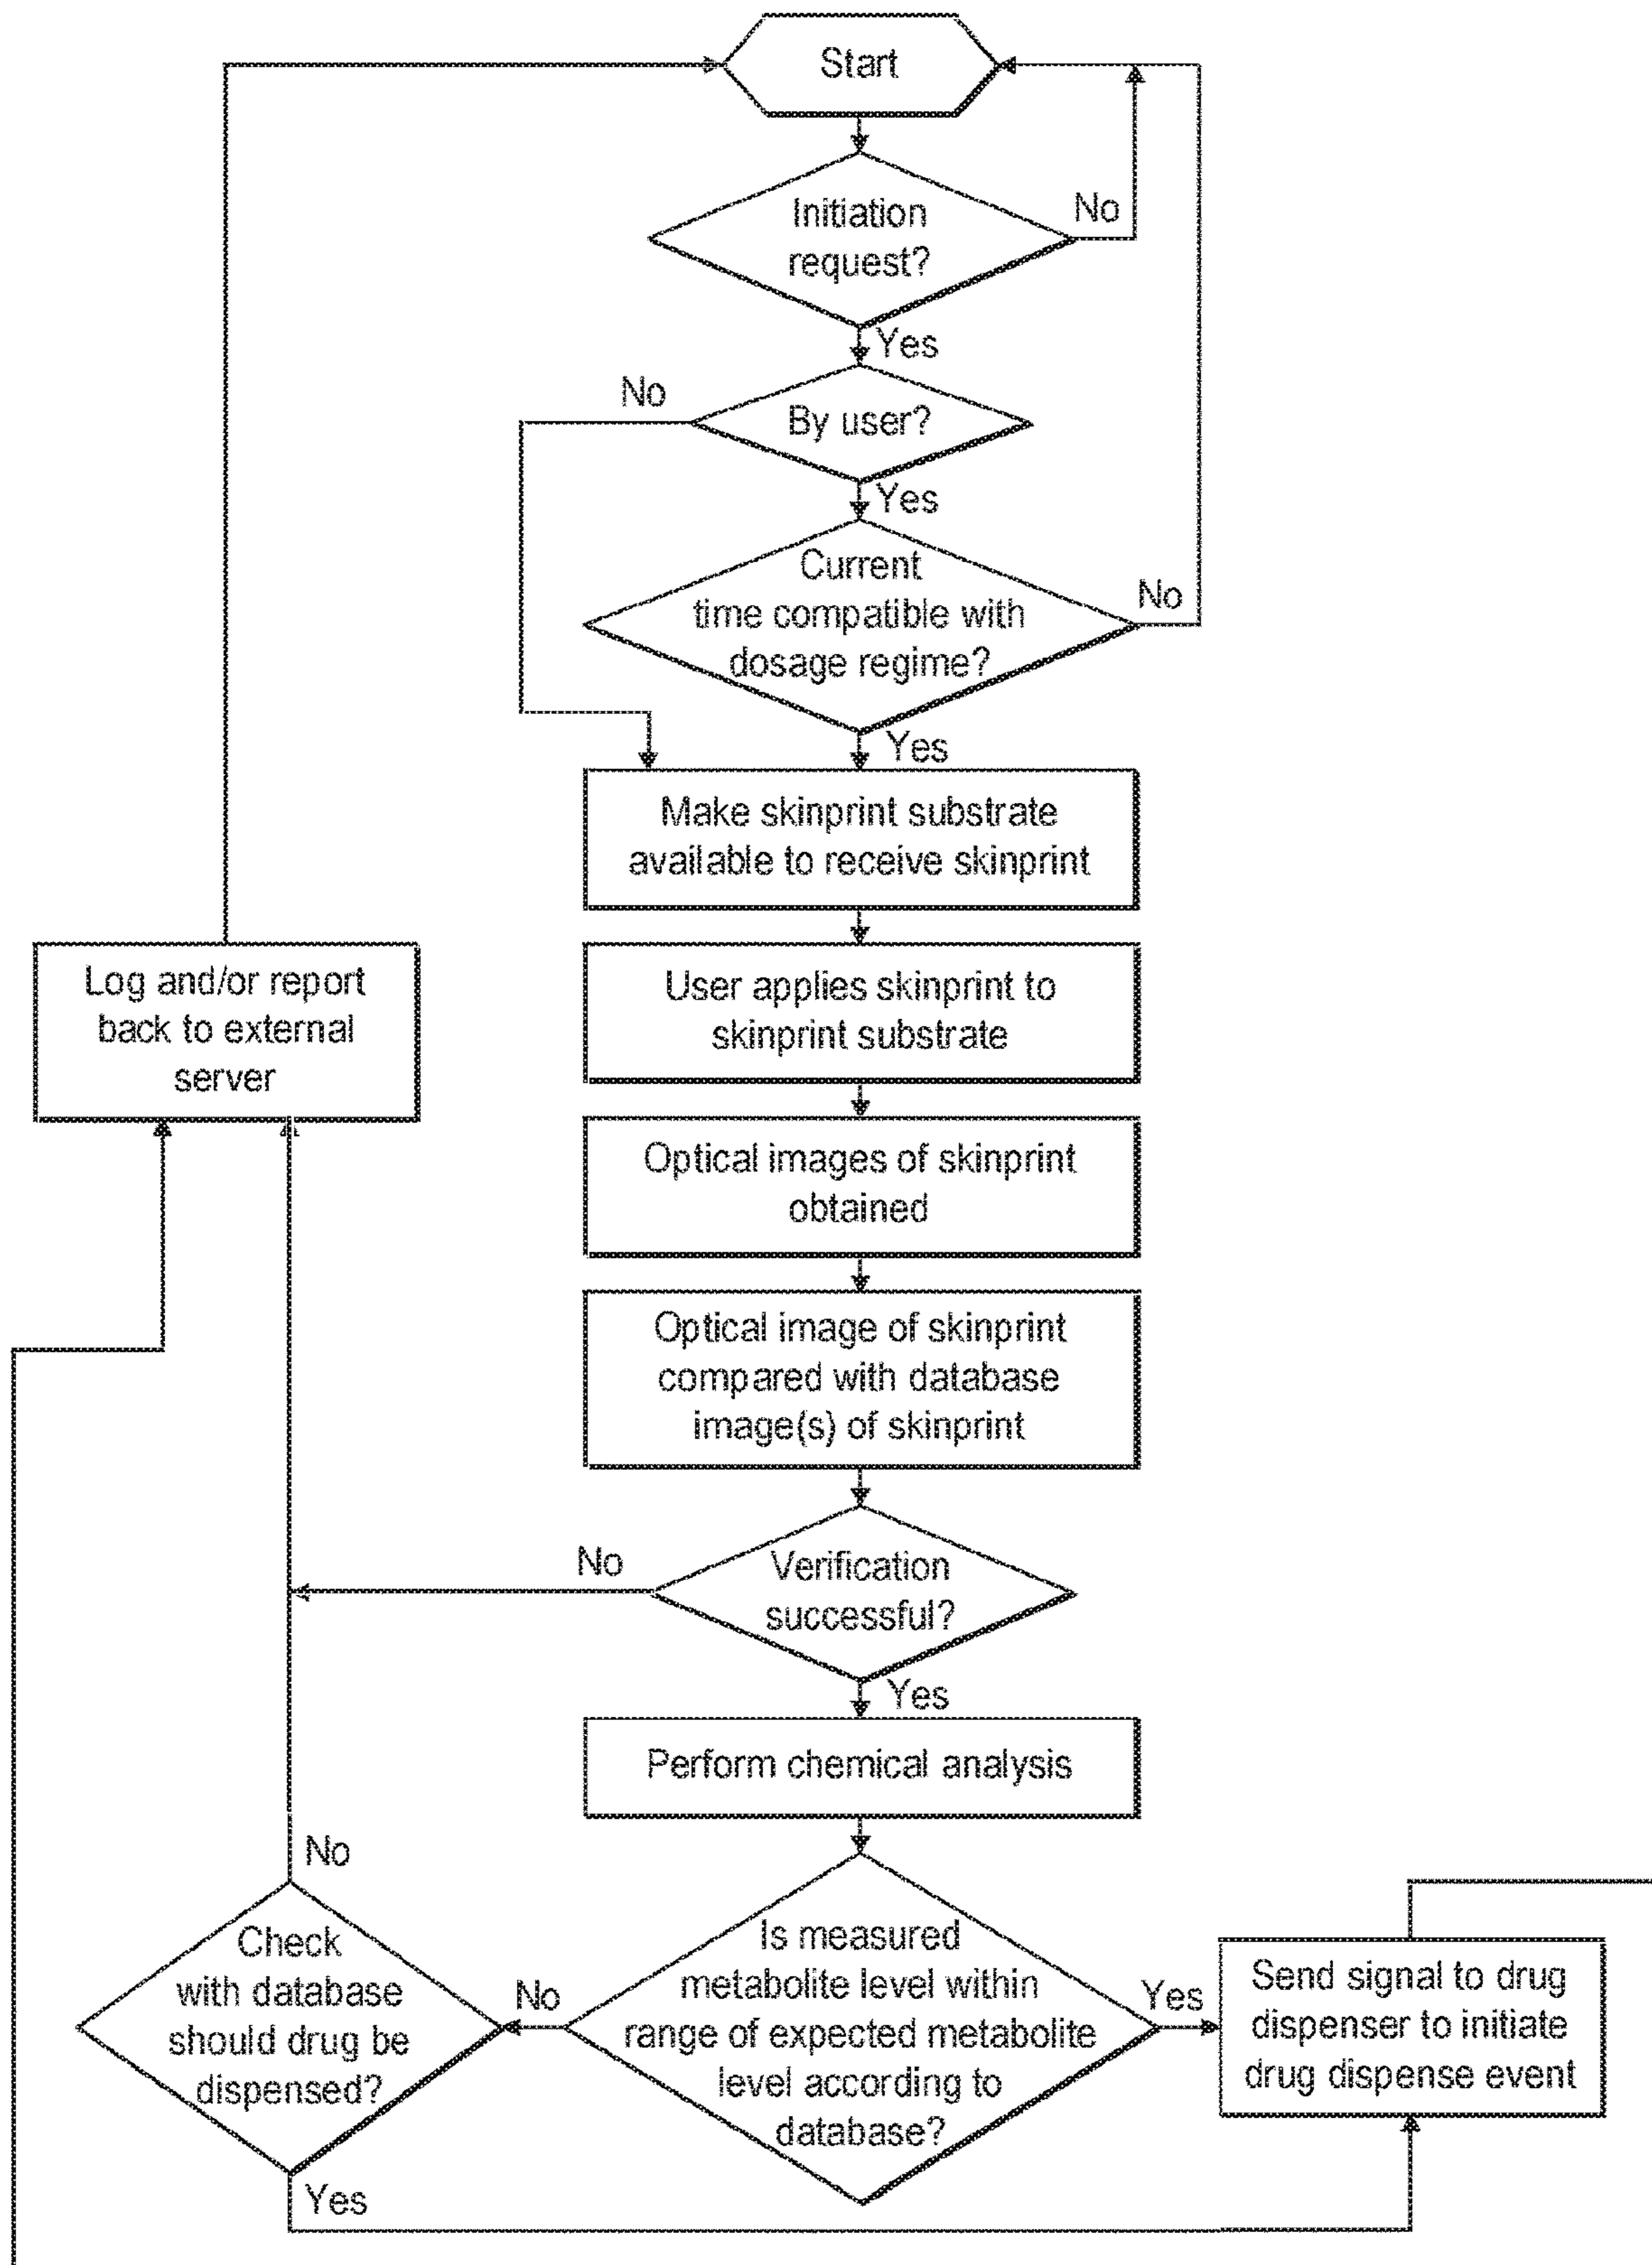 Start
Initiation
request?
No
Yes
By user?
No
Yes
Current
time compatible with
dosage regime?
No
Yes
Make skinprint substrate
available to receive skinprint
User applies skinprint to
skinprint substrate
Log and/or report
back to external
server
Optical images of skinprint
obtained
Optical image of skinprint
compared with database
image(s) of skinprint
Verification
successful?
No
Yes
Perform chemical analysis
Is measured
metabolite level within
range of expected metabolite
level according to
database?
No
Yes
Check
with database
should drug be
dispensed?
No
Yes
Send signal to drug
dispenser to initiate
drug dispense event